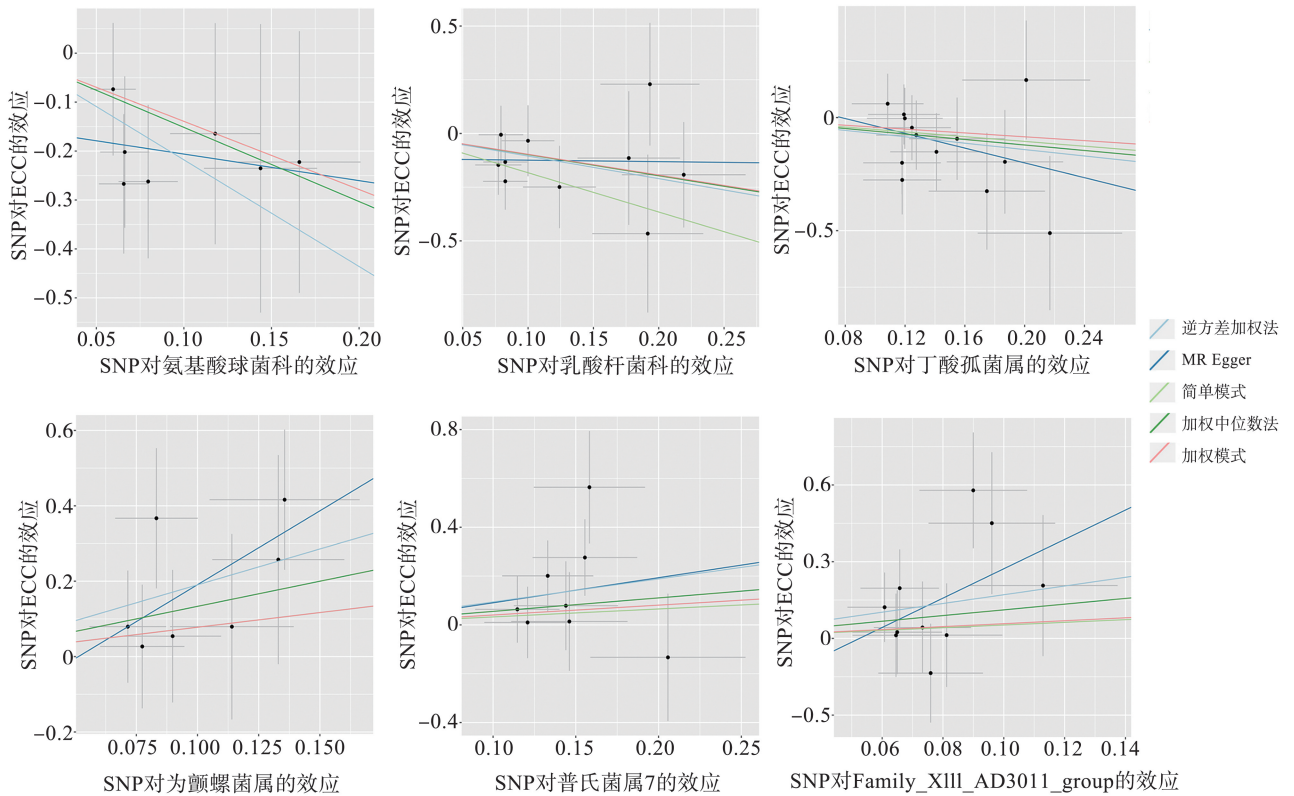 SNP对ECC的效应
0
−0.1
−0.2
−0.3
−0.4
−0.5
0.05 0.10 0.15 0.20
SNP对氨基酸球菌科的效应
SNP对ECC的效应
0.5
0
−0.5
0.05 0.10 0.15 0.20 0.25
SNP对乳酸杆菌科的效应
SNP对ECC的效应
0
−0.5
0.08 0.12 0.16 0.20 0.24
SNP对丁酸孤菌属的效应
逆方差加权法
MR Egger
简单模式
加权中位数法
加权模式
SNP对ECC的效应
0.6
0.4
0.2
0
−0.2
0.075 0.100 0.125 0.150
SNP对为颤螺菌属的效应
SNP对ECC的效应
0.8
0.4
0
−0.4
0.10 0.15 0.20 0.25
SNP对普氏菌属7的效应
SNP对ECC的效应
0.6
0.3
0
−0.5
0.06 0.08 0.10 0.12 0.14
SNP对Family_Xlll_AD3011_group的效应